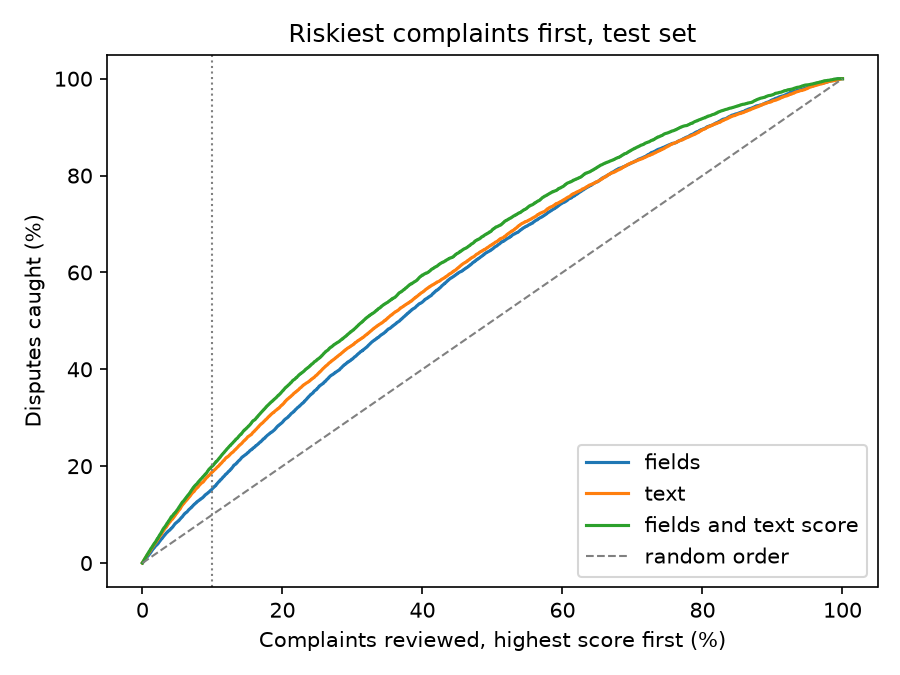 Riskiest complaints first, test set
Disputes caught (%)
100
80
60
40
20
0
0 20 40 60 80 100
Complaints reviewed, highest score first (%)
fields
text
fields and text score
random order